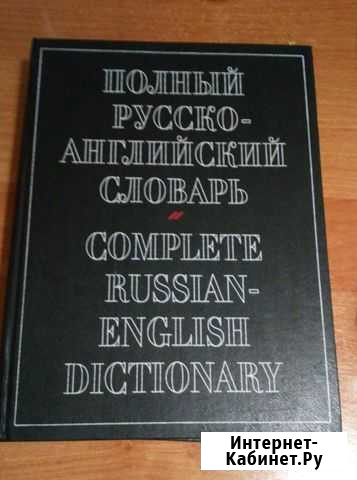 ПОЛНЫЙ
РУССКО-
АНГЛИЙСКИЙ
СЛОВАРЬ
COMPLETE
RUSSIAN-
ENGLISH
DICTIONARY
Интернет-
Кабинет.Ру